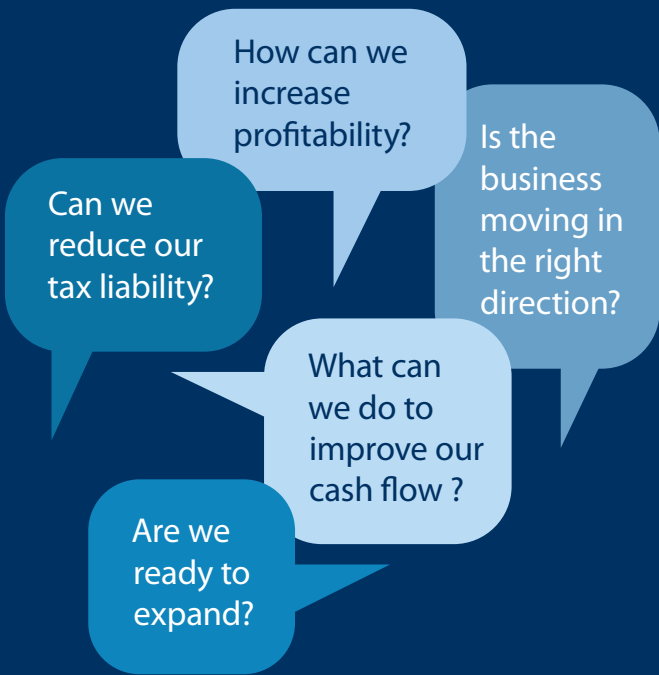 How can we
increase
profitability?
Is the
business
moving in
the right
direction?
Can we
reduce our
tax liability?
What can
we do to
improve our
cash flow ?
Are we
ready to
expand?